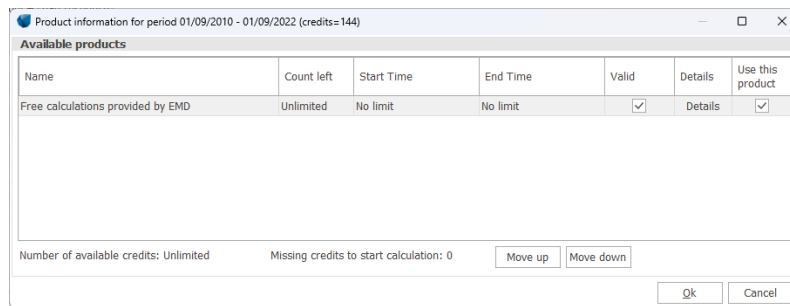 Product information for period 01/09/2010 - 01/09/2022 (credits=144)
Available products
Name Count left Start Time End Time Valid Details Use this product
Free calculations provided by EMD Unlimited No limit No limit Details
Number of available credits: Unlimited Missing credits to start calculation: 0 Move up Move down
Ok Cancel